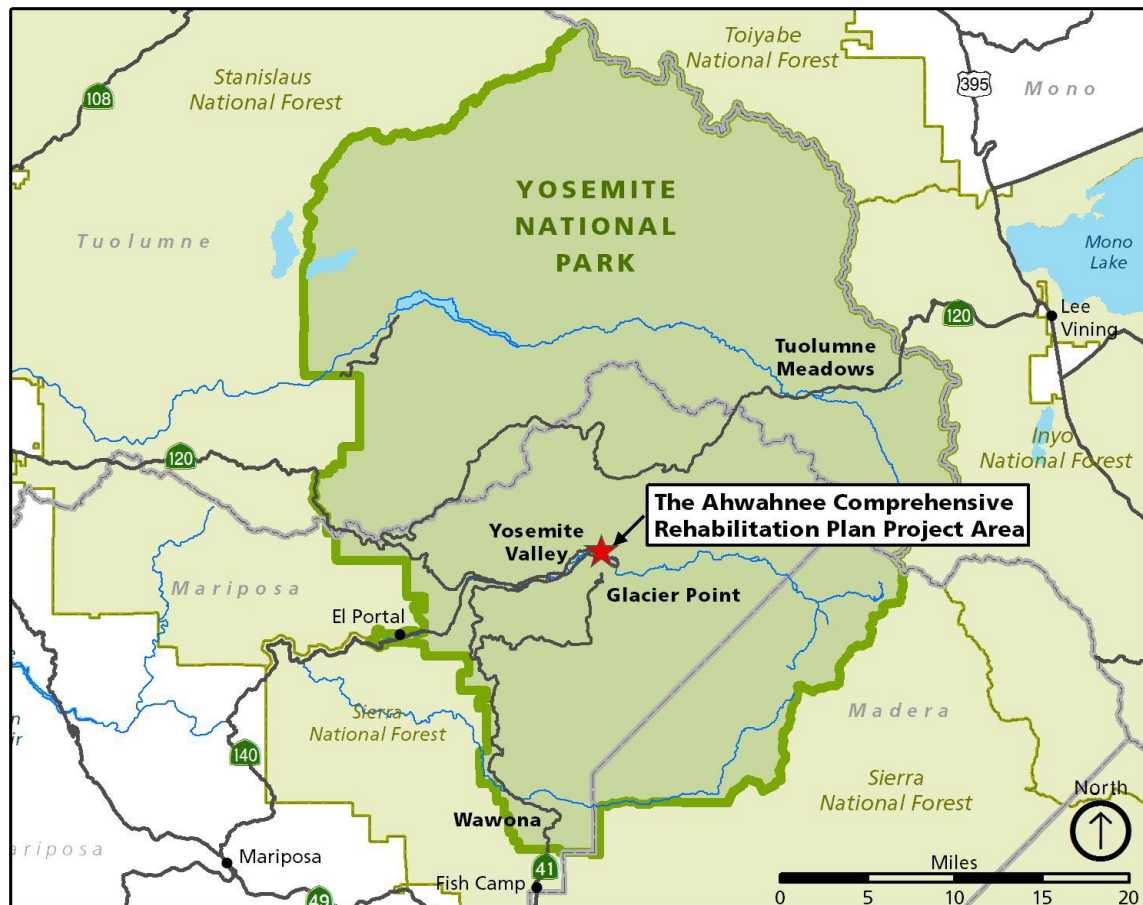 Toiyabe
National Forest
Stanislaus
National Forest
108
395
Mono
YOSEMITE
NATIONAL
PARK
Tuolumne
Mono
Lake
120
Lee
Vining
Tuolumne
Meadows
Inyo
National Forest
120
The Ahwahnee Comprehensive
Rehabilitation Plan Project Area
Yosemite
Valley
Mariposa
Glacier Point
El Portal
Sierra
National Forest
Madera
140
Sierra
National Forest
North
Wawona
Mariposa
ariposa
Miles
41
Fish Camp
49
0 5 10 15 20